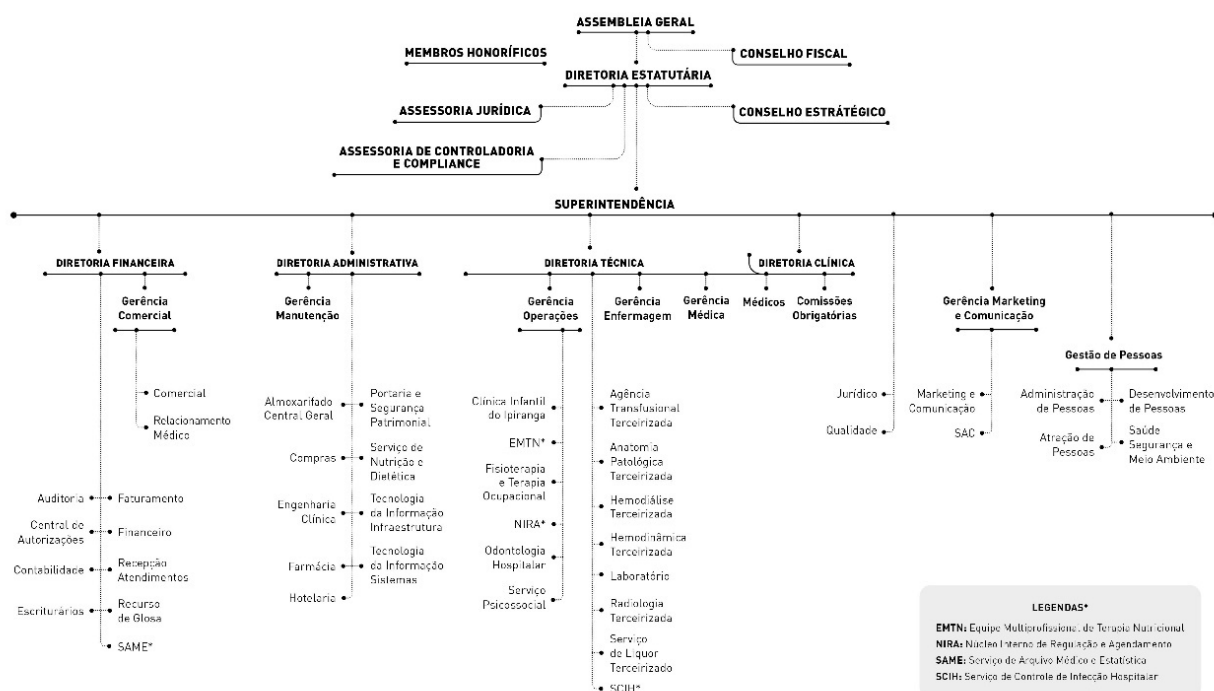 ASSEMBLEIA GERAL
MEMBROS HONORÍFICOS
CONSELHO FISCAL
DIRETORIA ESTATUTÁRIA
ASSESSORIA JURÍDICA
CONSELHO ESTRÁTÉGICO
ASSESSORIA DE CONTROLADORIA
E COMPLIANCE
SUPERINTENDÊNCIA
DIRETORIA FINANCEIRA
Gerência
Comercial
Comercial
Relacionamento
Médico
Auditoria
Faturamento
Central de
Autorizações
Financeiro
Contabilidade
Recepção
Atendimentos
Escriturários
Recurso
de Glosa
SAME*
DIRETORIA ADMINISTRATIVA
Gerência
Manutenção
Almoxarifado
Central Geral
Portaria e
Segurança
Patrimonial
Compras
Serviço de
Nutrição e
Dietética
Engenharia
Clínica
Tecnologia
da Informação
Infraestrutura
Farmácia
Tecnologia
da Informação
Sistemas
Hotelaria
DIRETORIA TÉCNICA
Gerência
Operações
Gerência
Enfermagem
Gerência
Médica
Clínica Infantil
do Ipiranga
EMTN*
Fisioterapia
e Terapia
Ocupacional
NIRA*
Odontologia
Hospitalar
Serviço
Psicossocial
Agência
Transfusional
Terceirizada
Anatomia
Patológica
Terceirizada
Hemodiálise
Terceirizada
Hemodinâmica
Terceirizada
Laboratório
Radiologia
Terceirizada
Serviço
de Liquor
Terceirizado
SCIH*
DIRETORIA CLÍNICA
Médicos
Comissões
Obrigatórias
Jurídico
Qualidade
Gerência Marketing
e Comunicação
Marketing e
Comunicação
SAC
Gestão de Pessoas
Administração
de Pessoas
Desenvolvimento
de Pessoas
Atração de
Pessoas
Saúde
Segurança e
Meio Ambiente
LEGENDAS*
EMTN: Equipe Multiprofissional de Terapia Nutricional
NIRA: Núcleo Interno de Regulação e Agendamento
SAME: Serviço de Arquivo Médico e Estatística
SCIH: Serviço de Controle de Infecção Hospitalar